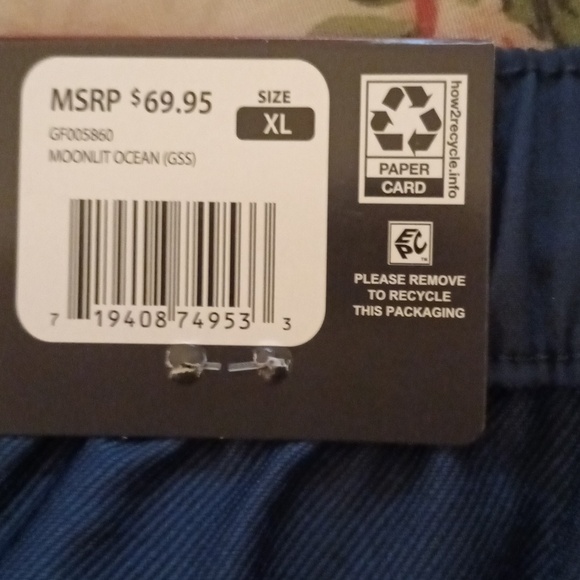 MSRP $69.95
SIZE
XL
GF005860
MOONLIT OCEAN (GSS)
7 19408 74953 3
how2recycle.info
PAPER
CARD
EPC™
PLEASE REMOVE
TO RECYCLE
THIS PACKAGING